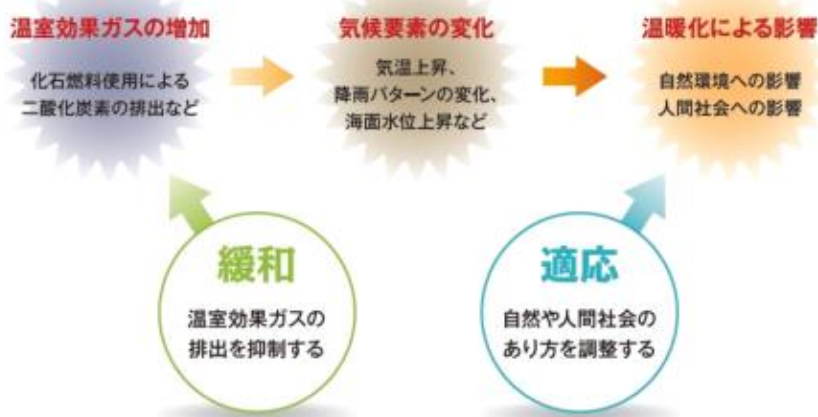 温室効果ガスの増加
化石燃料使用による
二酸化炭素の排出など
気候要素の変化
気温上昇、
降雨パターンの変化、
海面水位上昇など
温暖化による影響
自然環境への影響
人間社会への影響
緩和
温室効果ガスの
排出を抑制する
適応
自然や人間社会の
あり方を調整する